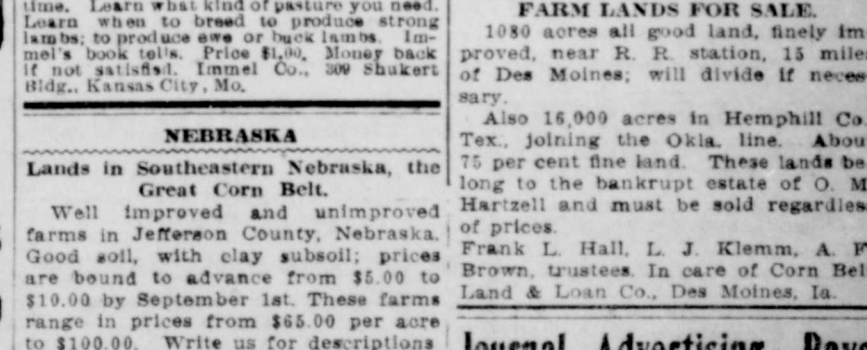 time. Learn what kind of pasture you need.
Learn when to breed to produce strong
lambs; to produce ewe or buck lambs. Im-
mel's book tel's. Price $1.00. Money back
if not satisfied. Immel Co., 309 Shukert
Bldg., Kansas City, Mo.
NEBRASKA
Lands in Southeastern Nebraska, the
Great Corn Belt.
Well improved and unimproved
farms in Jefferson County, Nebraska.
Good soil, with clay subsoil; prices
are bound to advance from $5.00 to
$10.00 by September 1st. These farms
range in prices from $65.00 per acre
to $100.00. Write us for descriptions
FARM LANDS FOR SALE.
1080 acres all good land, finely im
proved, near R. R. station, 15 mile
of Des Moines; will divide if neces
sary.
Also 16,000 acres in Hemphill Co.
Tex., joining the Okla. line. Abou
75 per cent fine land. These lands be
long to the bankrupt estate of O. M
Hartzell and must be sold regardles
of prices.
Frank L. Hall, L. J. Klemm, A. F
Brown, trustees. In care of Corn Bel
Land & Loan Co., Des Moines, Ia.
Journal Advertising Pays